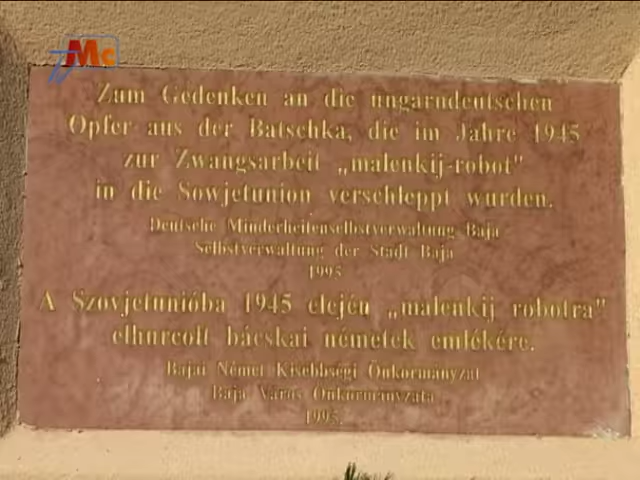 TV Mc
Zum Gedenken an die ungarndeutschen
Opfer aus der Batschka, die im Jahre 1945
zur Zwangsarbeit „malenkij-robot"
in die Sowjetunion verschleppt wurden.
Deutsche Minderheitenselbstverwaltung Baja
Selbstverwaltung der Stadt Baja
1995
A Szovjetunióba 1945 elején „malenkij robotra"
elhurcolt bácskai németek emlékére.
Bajai Német Kisebbségi Önkormányzat
Baja Város Önkormányzata
1995.